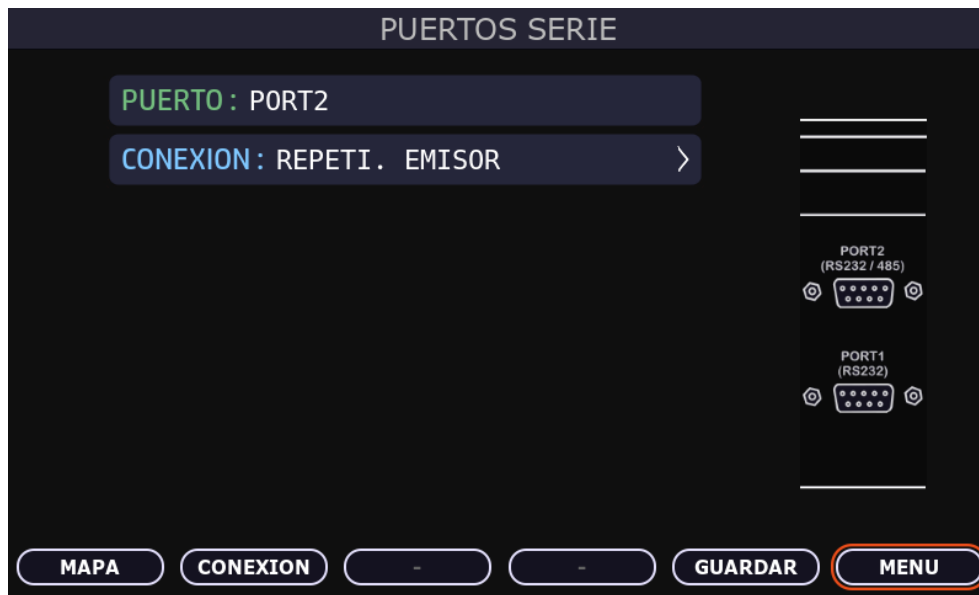 PUERTOS SERIE
PUERTO: PORT2
CONEXION: REPETI. EMISOR >
PORT2
(RS232 / 485)
PORT1
(RS232)
MAPA CONEXION - - GUARDAR MENU